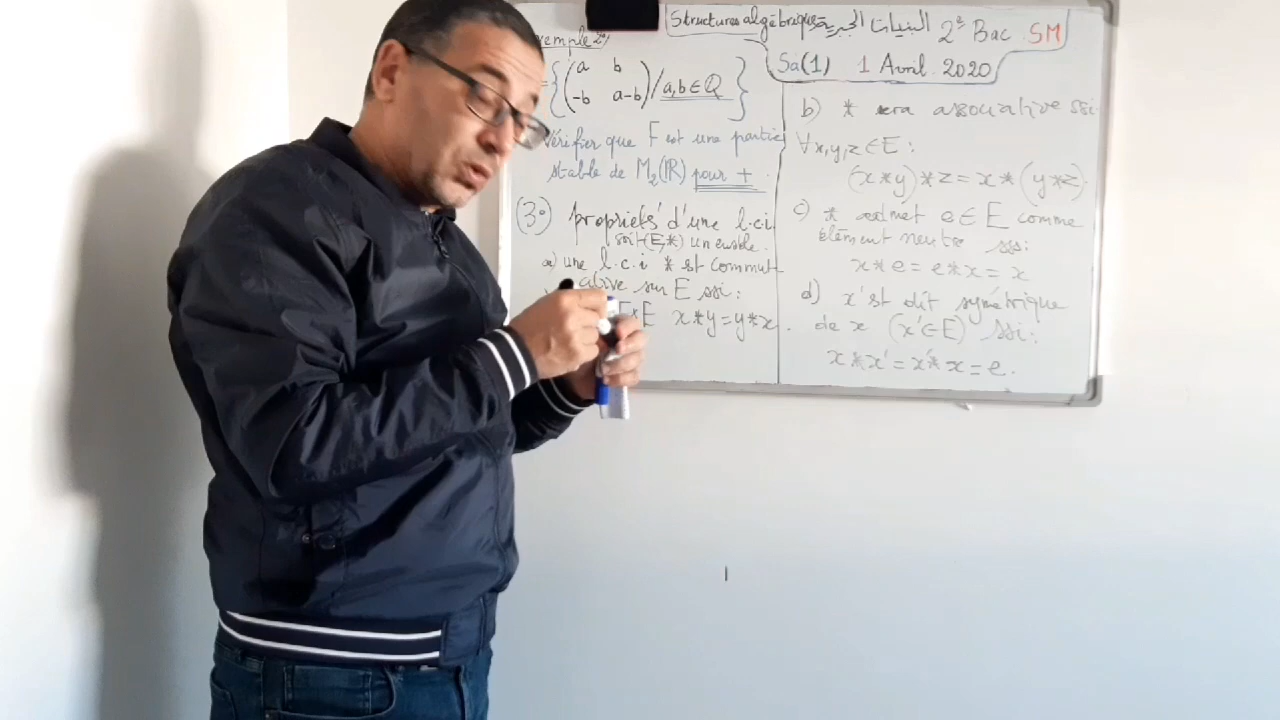 Structures algébriques البنيات الجبرية 2e Bac SM
Sa(1) 1 Avril 2020
exemple 2°)
={(a b
-b a-b) / a,b ∈ Q}
Vérifier que F est une partie
stable de M₂(IR) pour +
3°) propriétés d'une l.c.i
soit (E*) un enseble.
a) une l.c.i * est commut-
ative sur E ssi:
E x*y=y*x.
b) * sera associative ssi
∀x,y,z ∈ E :
(x*y)*z = x*(y*z).
c) * admet e ∈ E comme
élément neutre ssi:
x*e = e*x = x
d) x' est dit symétrique
de x (x' ∈ E) ssi:
x*x' = x'*x = e.